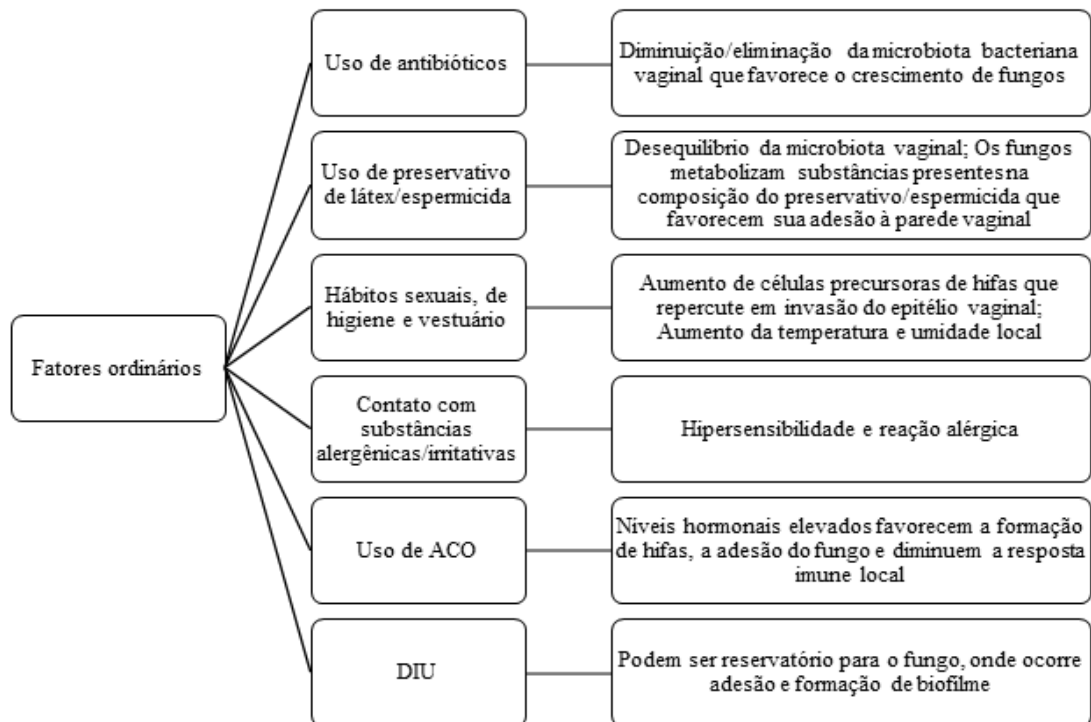 Uso de antibióticos
Diminuição/eliminação da microbiota bacteriana
vaginal que favorece o crescimento de fungos
Uso de preservativo
de látex/espermicida
Desequilíbrio da microbiota vaginal; Os fungos
metabolizam substâncias presentes na
composição do preservativo/espermicida que
favorecem sua adesão à parede vaginal
Hábitos sexuais, de
higiene e vestuário
Aumento de células precursoras de hifas que
repercute em invasão do epitélio vaginal;
Aumento da temperatura e umidade local
Fatores ordinários
Contato com
substâncias
alergênicas/irritativas
Hipersensibilidade e reação alérgica
Uso de ACO
Níveis hormonais elevados favorecem a formação
de hifas, a adesão do fungo e diminuem a resposta
imune local
DIU
Podem ser reservatório para o fungo, onde ocorre
adesão e formação de biofilme